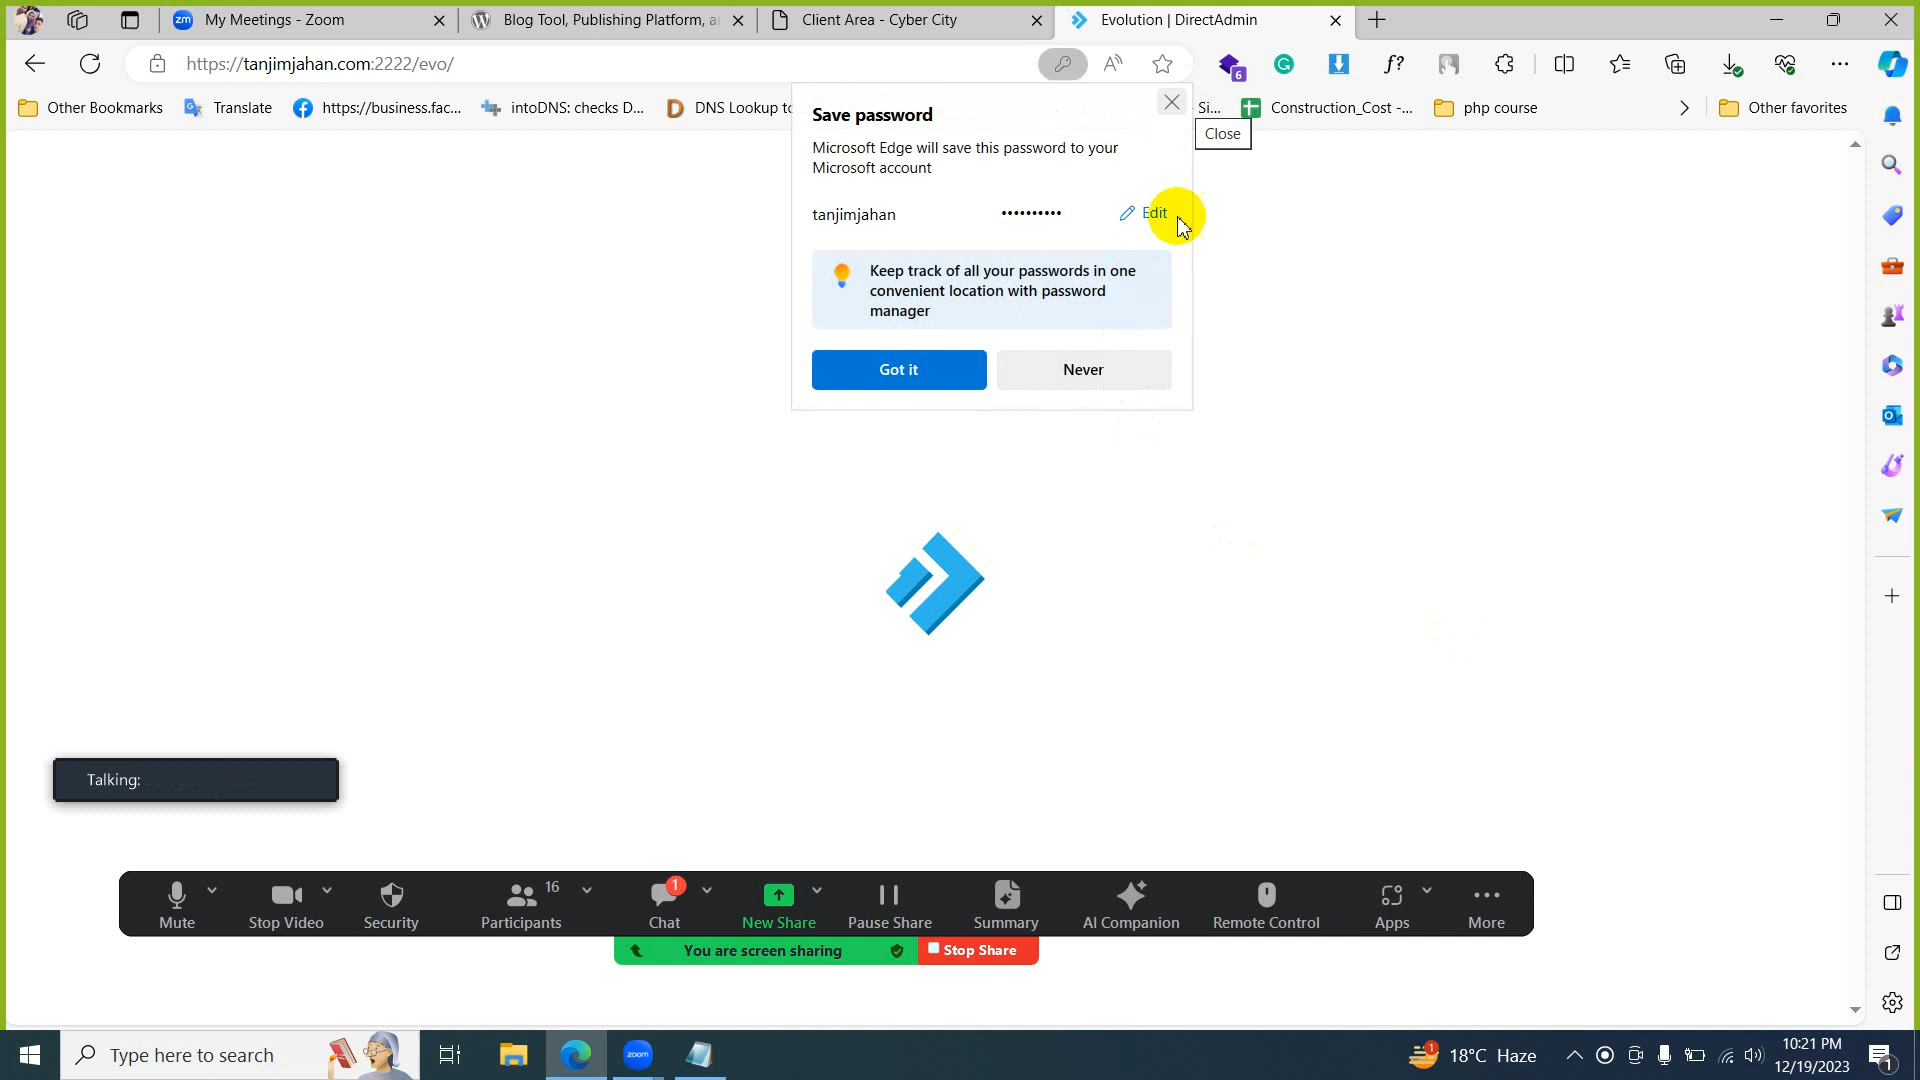 My Meetings - Zoom
Blog Tool, Publishing Platform, a
Client Area - Cyber City
Evolution | DirectAdmin
https://tanjimjahan.com:2222/evo/
6
f?
Other Bookmarks
Translate
https://business.fac...
intoDNS: checks D...
DNS Lookup to
Si...
Construction_Cost -...
php course
Other favorites
Close
Save password
Microsoft Edge will save this password to your
Microsoft account
tanjimjahan
••••••••••
Edit
Keep track of all your passwords in one
convenient location with password
manager
Got it
Never
Talking:
16
1
Mute
Stop Video
Security
Participants
Chat
New Share
Pause Share
Summary
AI Companion
Remote Control
Apps
More
You are screen sharing
Stop Share
Type here to search
zoom
1
18°C Haze
10:21 PM
12/19/2023
1